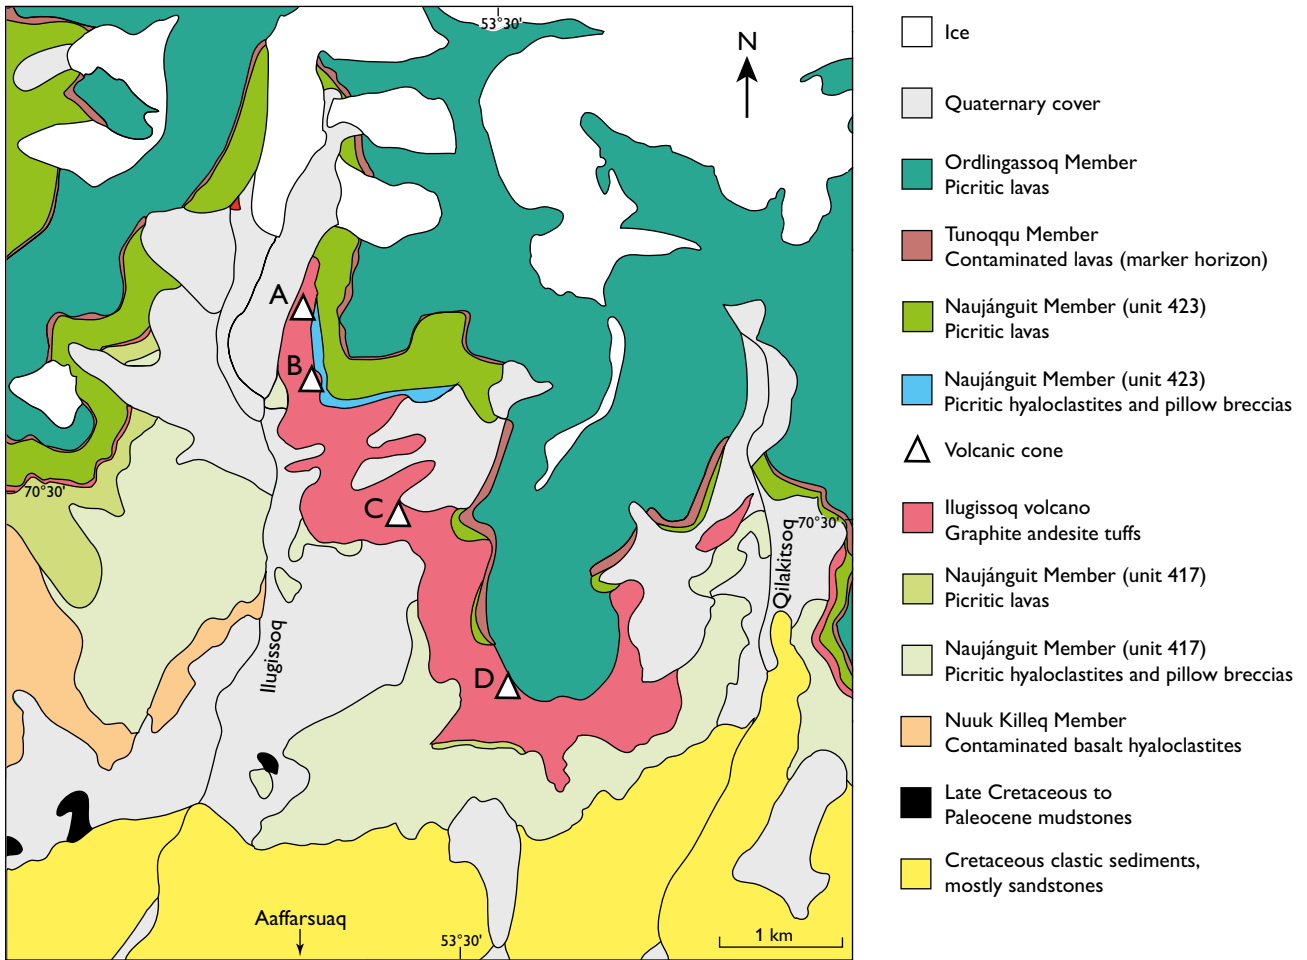 53°30'
N
A
B
70°30'
C
70°30'
Qilakitsoq
Ilugissoq
D
Aaffarsuaq
53°30'
1 km
Ice
Quaternary cover
Ordlingassoq Member
Picritic lavas
Tunoqqu Member
Contaminated lavas (marker horizon)
Naujánguit Member (unit 423)
Picritic lavas
Naujánguit Member (unit 423)
Picritic hyaloclastites and pillow breccias
Volcanic cone
Ilugissoq volcano
Graphite andesite tuffs
Naujánguit Member (unit 417)
Picritic lavas
Naujánguit Member (unit 417)
Picritic hyaloclastites and pillow breccias
Nuuk Killeq Member
Contaminated basalt hyaloclastites
Late Cretaceous to
Paleocene mudstones
Cretaceous clastic sediments,
mostly sandstones